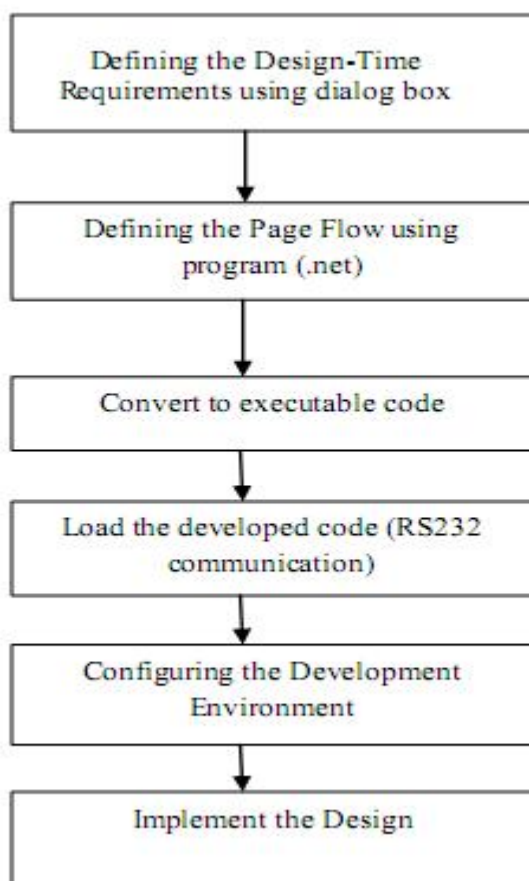 Defining the Design-Time
Requirements using dialog box
Defining the Page Flow using
program (.net)
Convert to executable code
Load the developed code (RS232
communication)
Configuring the Development
Environment
Implement the Design